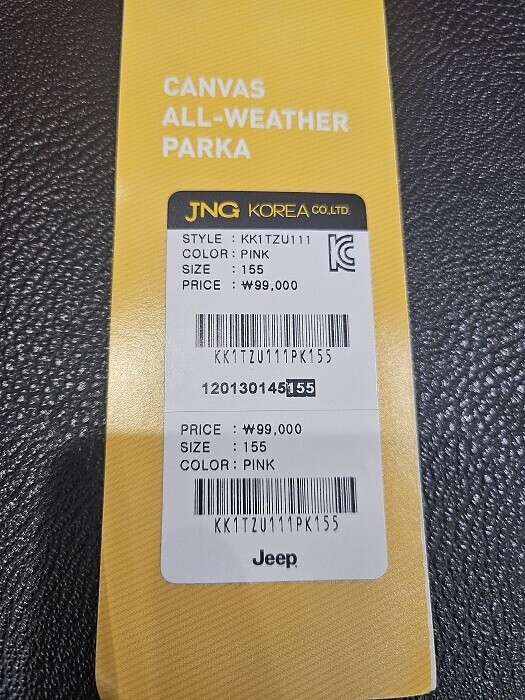 CANVAS
ALL-WEATHER
PARKA
JNG KOREA CO.,LTD.
STYLE : KK1TZU111
COLOR : PINK
SIZE : 155
PRICE : ₩99,000
KK1TZU111PK155
120130145155
PRICE : ₩99,000
SIZE : 155
COLOR : PINK
KK1TZU111PK155
Jeep